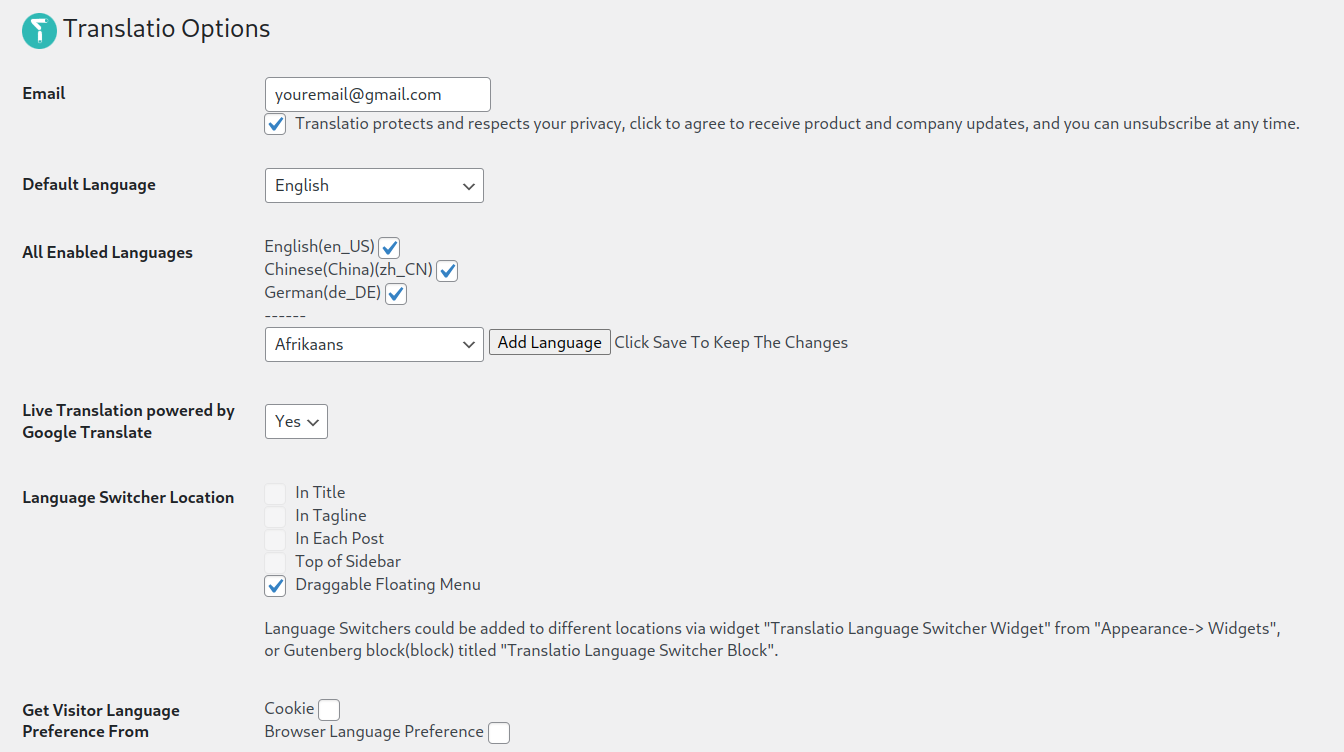 Translatio Options
Email
youremail@gmail.com
Translatio protects and respects your privacy, click to agree to receive product and company updates, and you can unsubscribe at any time.
Default Language
English
All Enabled Languages
English(en_US)
Chinese(China)(zh_CN)
German(de_DE)
------
Afrikaans
Add Language
Click Save To Keep The Changes
Live Translation powered by
Google Translate
Yes
Language Switcher Location
In Title
In Tagline
In Each Post
Top of Sidebar
Draggable Floating Menu
Language Switchers could be added to different locations via widget "Translatio Language Switcher Widget" from "Appearance-> Widgets",
or Gutenberg block(block) titled "Translatio Language Switcher Block".
Get Visitor Language
Preference From
Cookie
Browser Language Preference